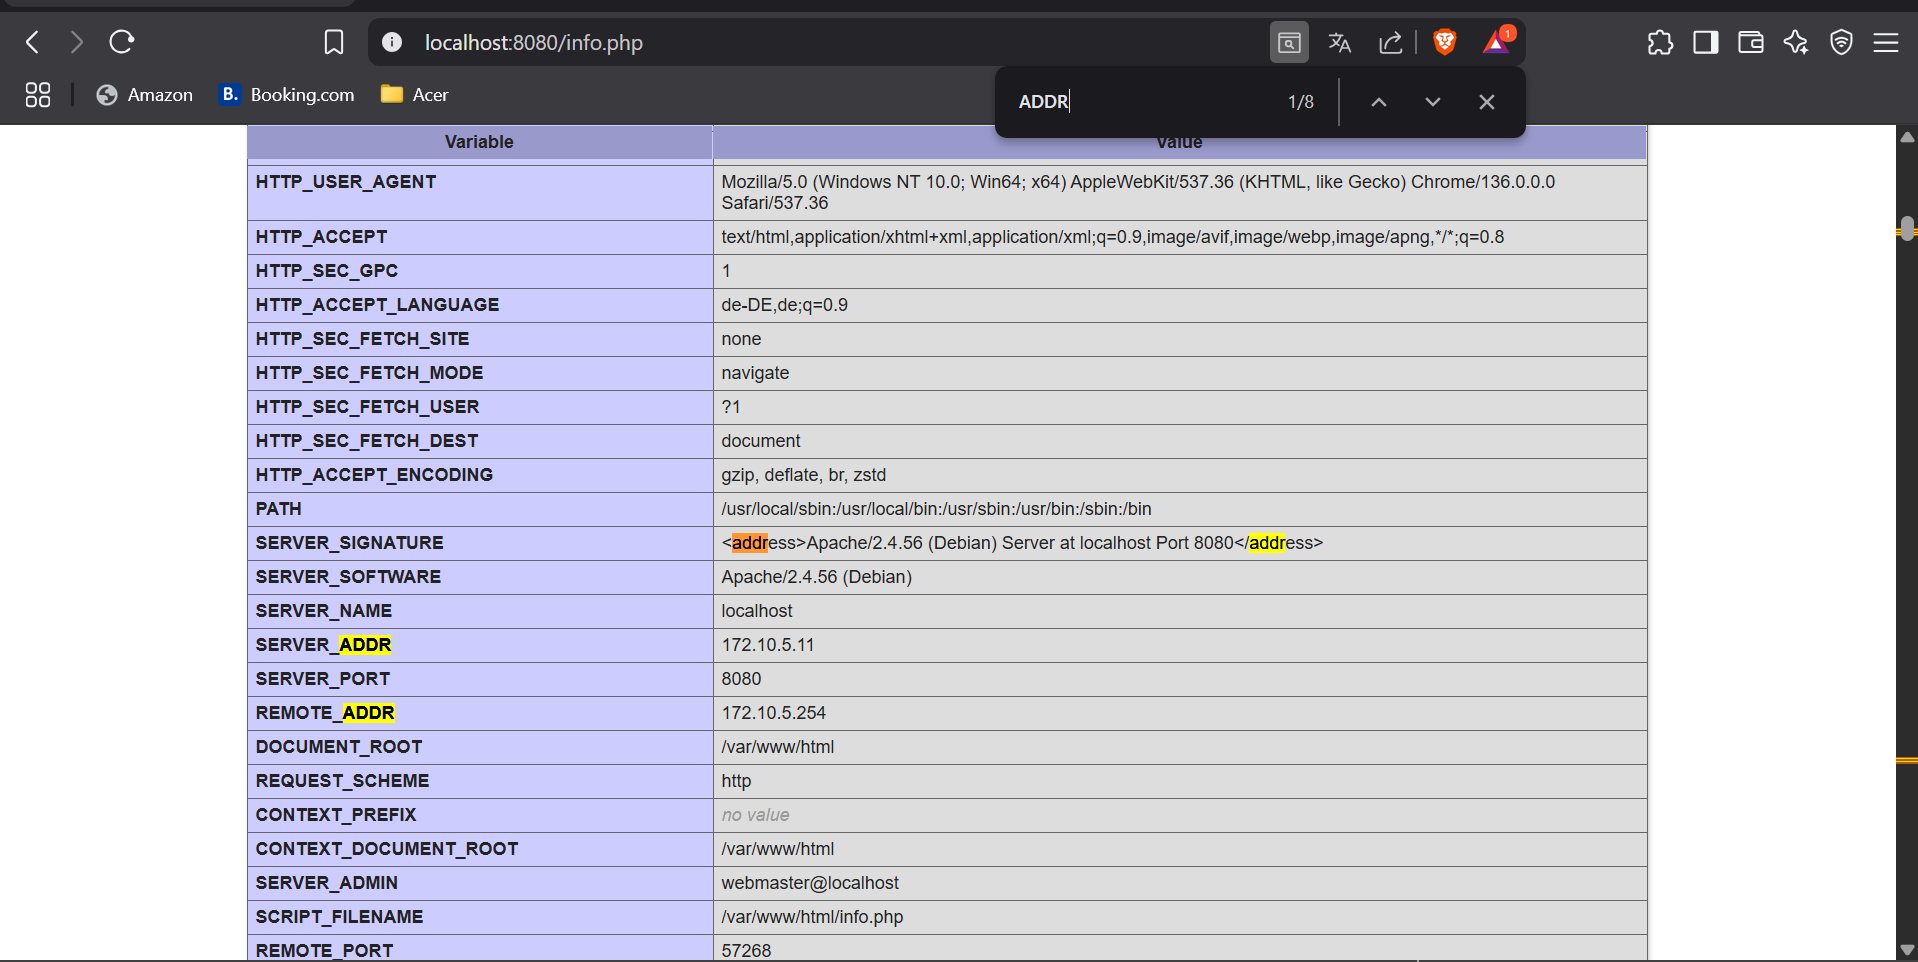 localhost:8080/info.php
1
Amazon
B. Booking.com
Acer
ADDR
1/8
Variable Value
HTTP_USER_AGENT Mozilla/5.0 (Windows NT 10.0; Win64; x64) AppleWebKit/537.36 (KHTML, like Gecko) Chrome/136.0.0.0
Safari/537.36
HTTP_ACCEPT text/html,application/xhtml+xml,application/xml;q=0.9,image/avif,image/webp,image/apng,*/*;q=0.8
HTTP_SEC_GPC 1
HTTP_ACCEPT_LANGUAGE de-DE,de;q=0.9
HTTP_SEC_FETCH_SITE none
HTTP_SEC_FETCH_MODE navigate
HTTP_SEC_FETCH_USER ?1
HTTP_SEC_FETCH_DEST document
HTTP_ACCEPT_ENCODING gzip, deflate, br, zstd
PATH /usr/local/sbin:/usr/local/bin:/usr/sbin:/usr/bin:/sbin:/bin
SERVER_SIGNATURE <address>Apache/2.4.56 (Debian) Server at localhost Port 8080</address>
SERVER_SOFTWARE Apache/2.4.56 (Debian)
SERVER_NAME localhost
SERVER_ADDR 172.10.5.11
SERVER_PORT 8080
REMOTE_ADDR 172.10.5.254
DOCUMENT_ROOT /var/www/html
REQUEST_SCHEME http
CONTEXT_PREFIX no value
CONTEXT_DOCUMENT_ROOT /var/www/html
SERVER_ADMIN webmaster@localhost
SCRIPT_FILENAME /var/www/html/info.php
REMOTE_PORT 57268